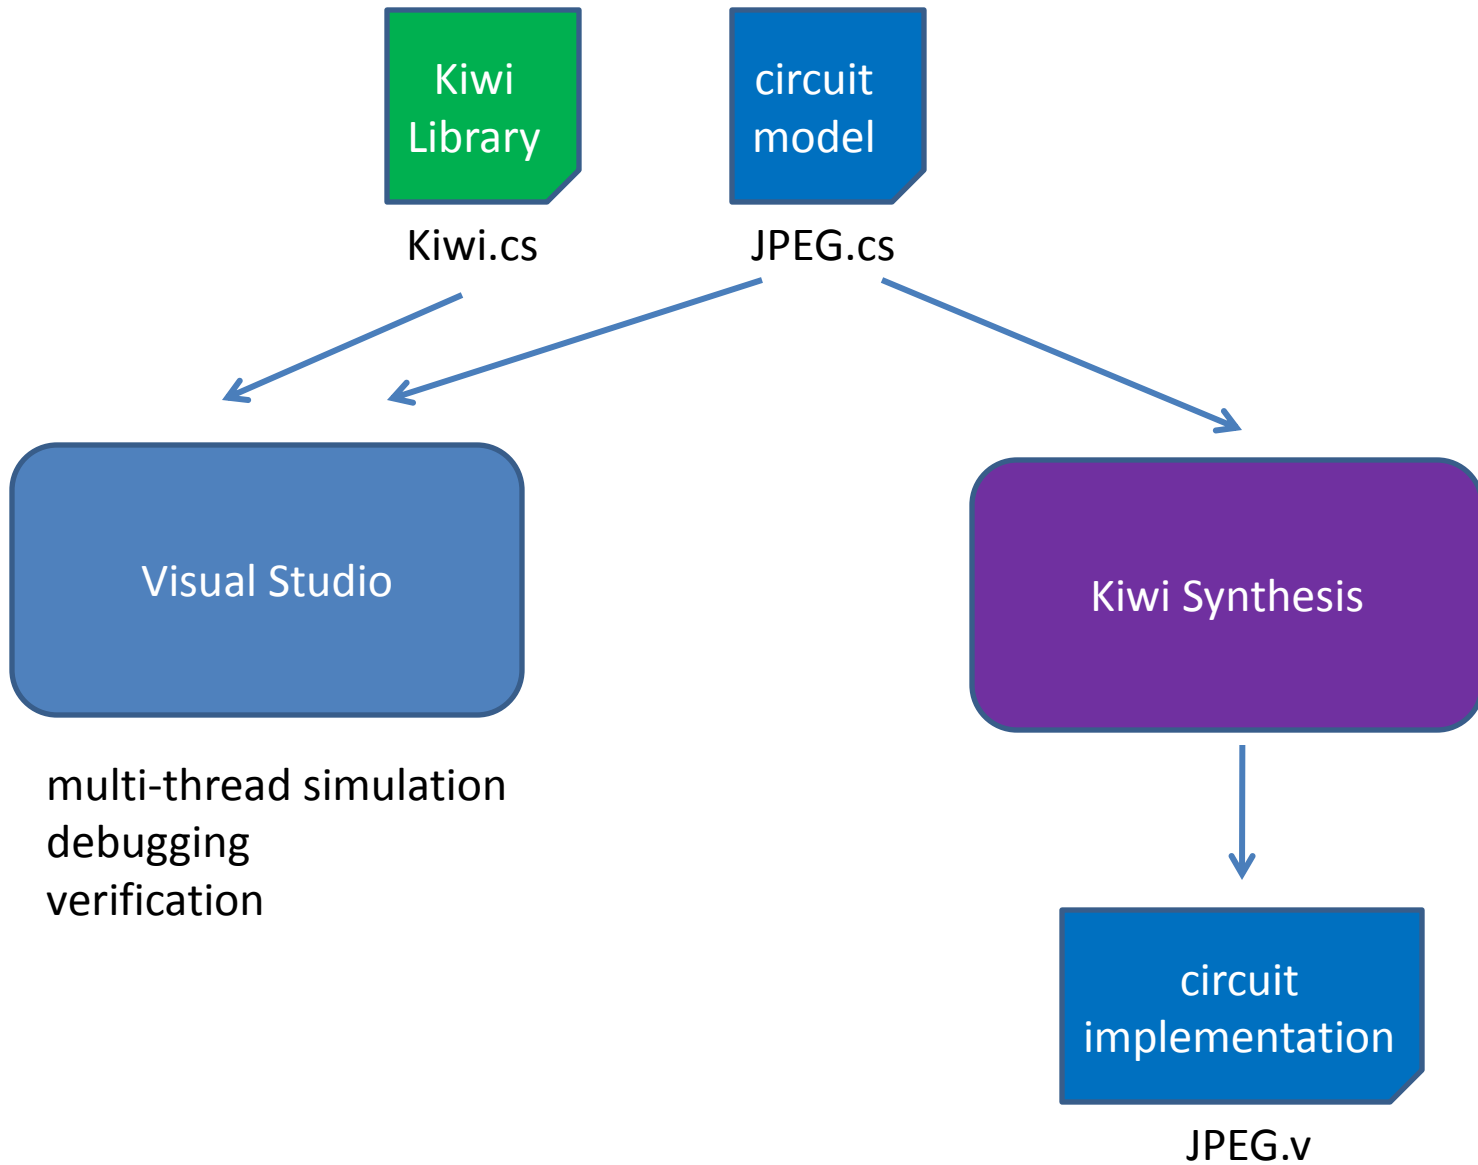 Kiwi
Library
circuit
model
Kiwi.cs
JPEG.cs
Visual Studio
Kiwi Synthesis
multi-thread simulation
debugging
verification
circuit
implementation
JPEG.v